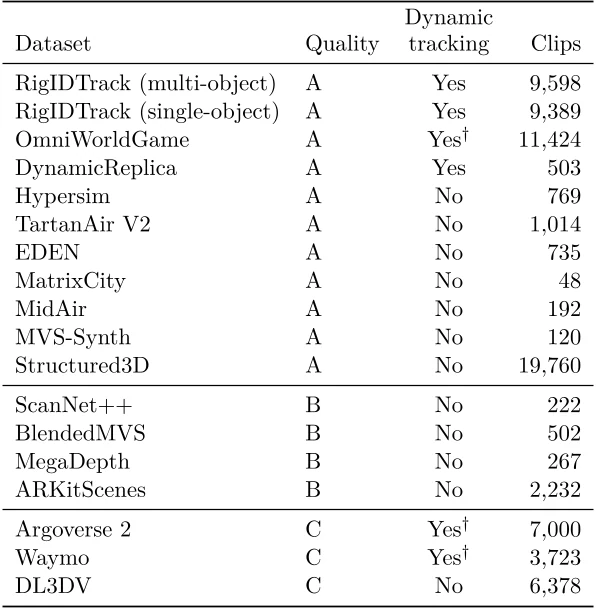 Dynamic
Dataset Quality tracking Clips
RigIDTrack (multi-object) A Yes 9,598
RigIDTrack (single-object) A Yes 9,389
OmniWorldGame A Yes† 11,424
DynamicReplica A Yes 503
Hypersim A No 769
TartanAir V2 A No 1,014
EDEN A No 735
MatrixCity A No 48
MidAir A No 192
MVS-Synth A No 120
Structured3D A No 19,760
ScanNet++ B No 222
BlendedMVS B No 502
MegaDepth B No 267
ARKitScenes B No 2,232
Argoverse 2 C Yes† 7,000
Waymo C Yes† 3,723
DL3DV C No 6,378